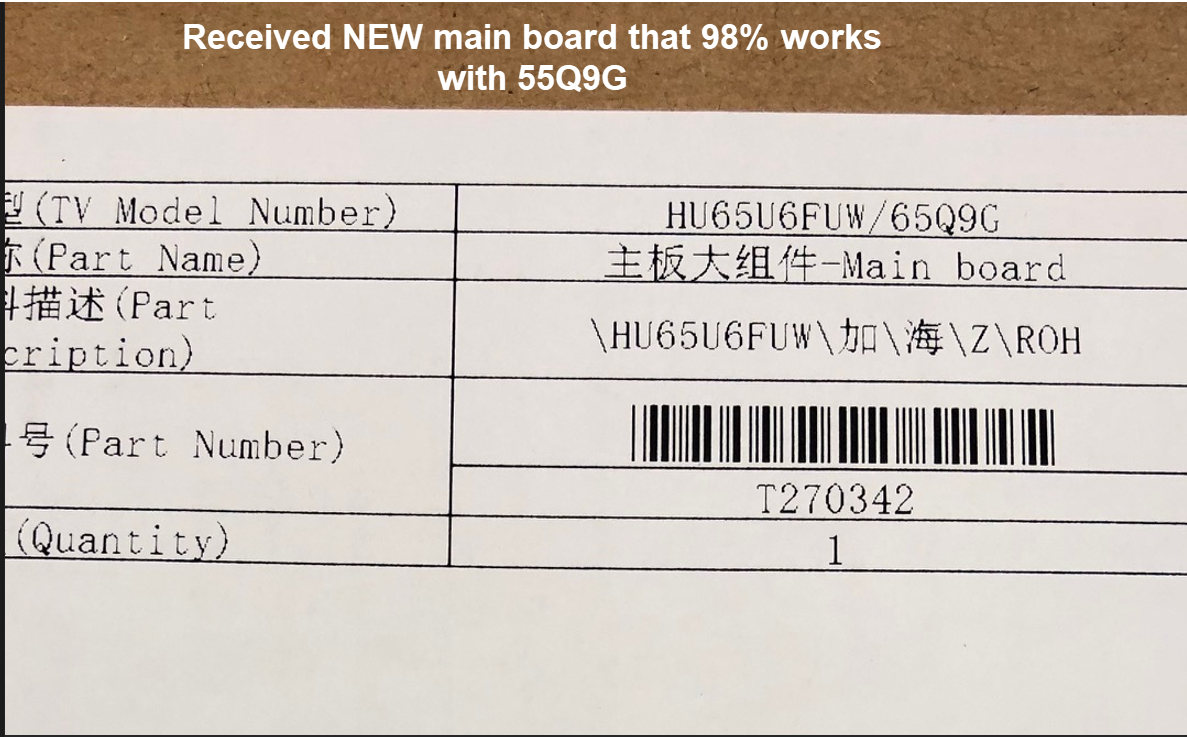 Received NEW main board that 98% works
with 55Q9G
型(TV Model Number)
HU65U6FUW/65Q9G
称(Part Name)
主板大组件-Main board
料描述(Part
cription)
\HU65U6FUW\加\海\Z\ROH
号(Part Number)
T270342
(Quantity)
1